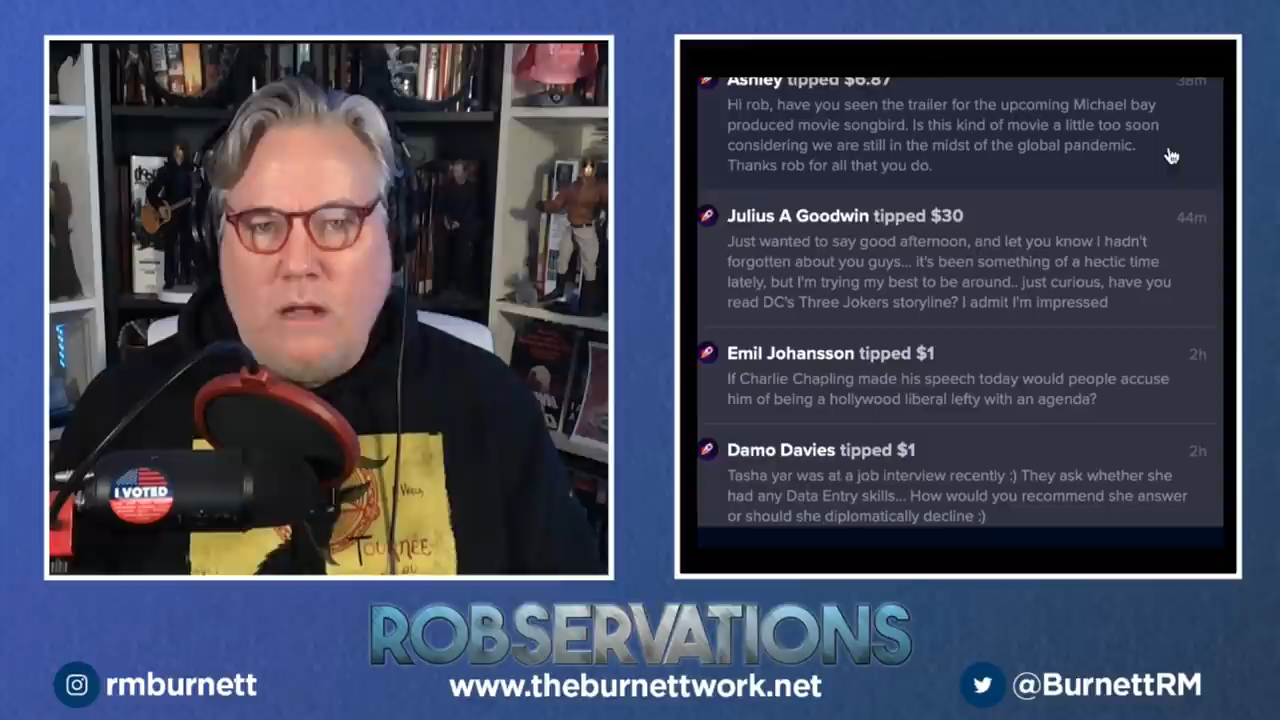 Ashley tipped $6.87
38m
Hi rob, have you seen the trailer for the upcoming Michael bay
produced movie songbird. Is this kind of movie a little too soon
considering we are still in the midst of the global pandemic.
Thanks rob for all that you do.
Julius A Goodwin tipped $30
44m
Just wanted to say good afternoon, and let you know I hadn't
forgotten about you guys... it's been something of a hectic time
lately, but I'm trying my best to be around.. just curious, have you
read DC's Three Jokers storyline? I admit I'm impressed
Emil Johansson tipped $1
2h
If Charlie Chapling made his speech today would people accuse
him of being a hollywood liberal lefty with an agenda?
Damo Davies tipped $1
2h
Tasha yar was at a job interview recently :) They ask whether she
had any Data Entry skills... How would you recommend she answer
or should she diplomatically decline :)
I VOTED
TOURNÉE
DU
ROBSERVATIONS
rmburnett
www.theburnettwork.net
@BurnettRM